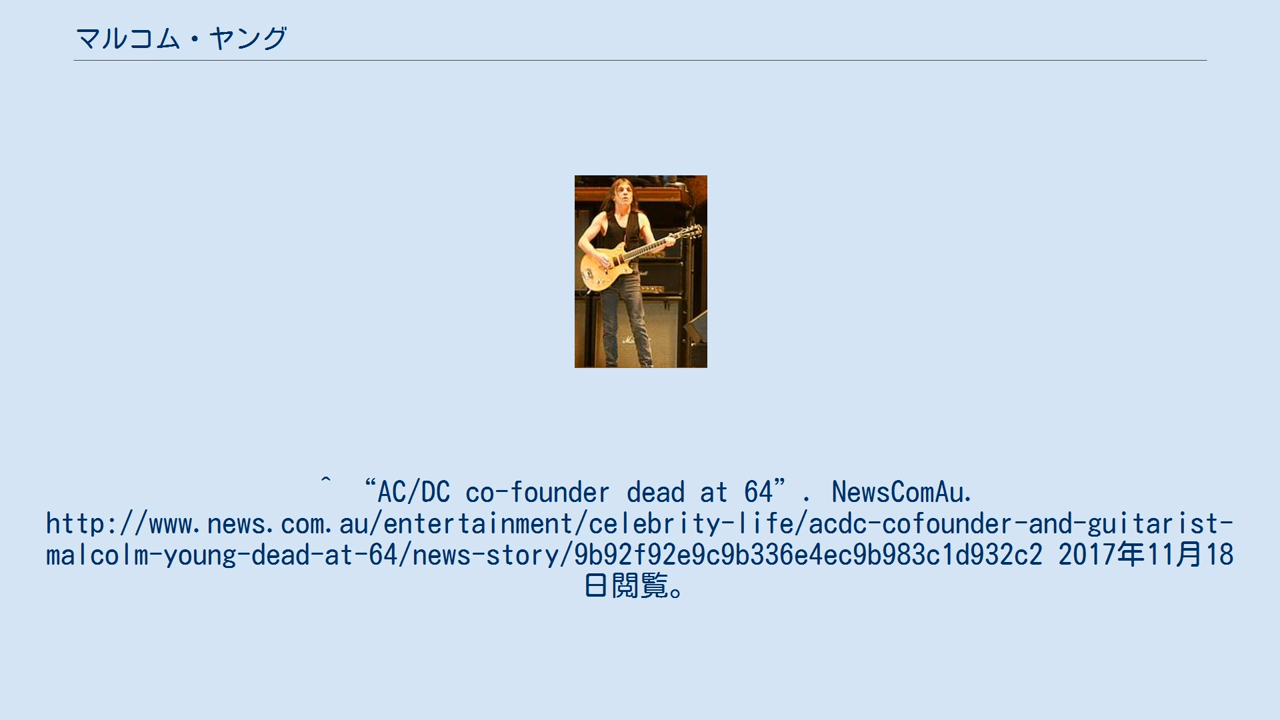 マルコム・ヤング
^ “AC/DC co-founder dead at 64”. NewsComAu.
http://www.news.com.au/entertainment/celebrity-life/acdc-cofounder-and-guitarist-
malcolm-young-dead-at-64/news-story/9b92f92e9c9b336e4ec9b983c1d932c2 2017年11月18
日閲覧。